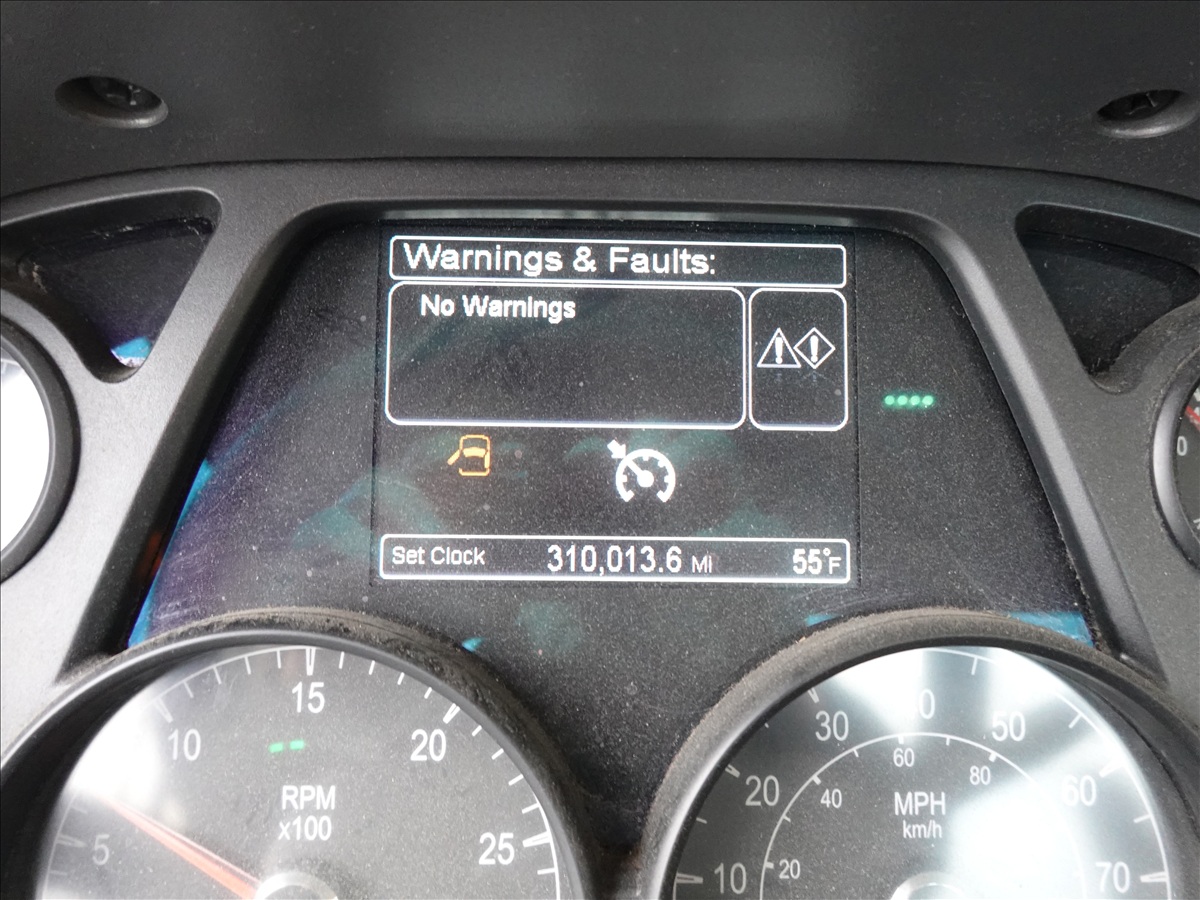 Warnings & Faults:
No Warnings
Set Clock 310,013.6 MI 55°F
5 10 15 20 25
RPM
x100
10 20 30 50 60 70
20 40 60 80
MPH
km/h
0